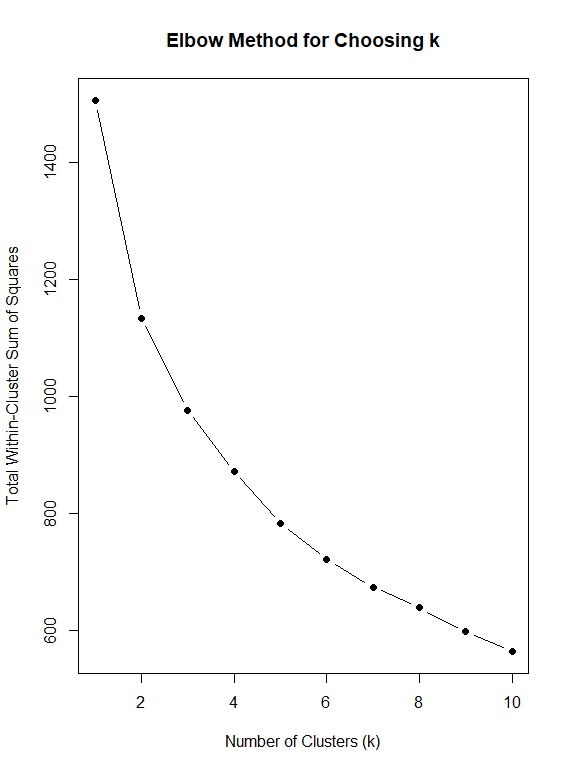 Elbow Method for Choosing k
Total Within-Cluster Sum of Squares
1400
1200
1000
800
600
2 4 6 8 10
Number of Clusters (k)